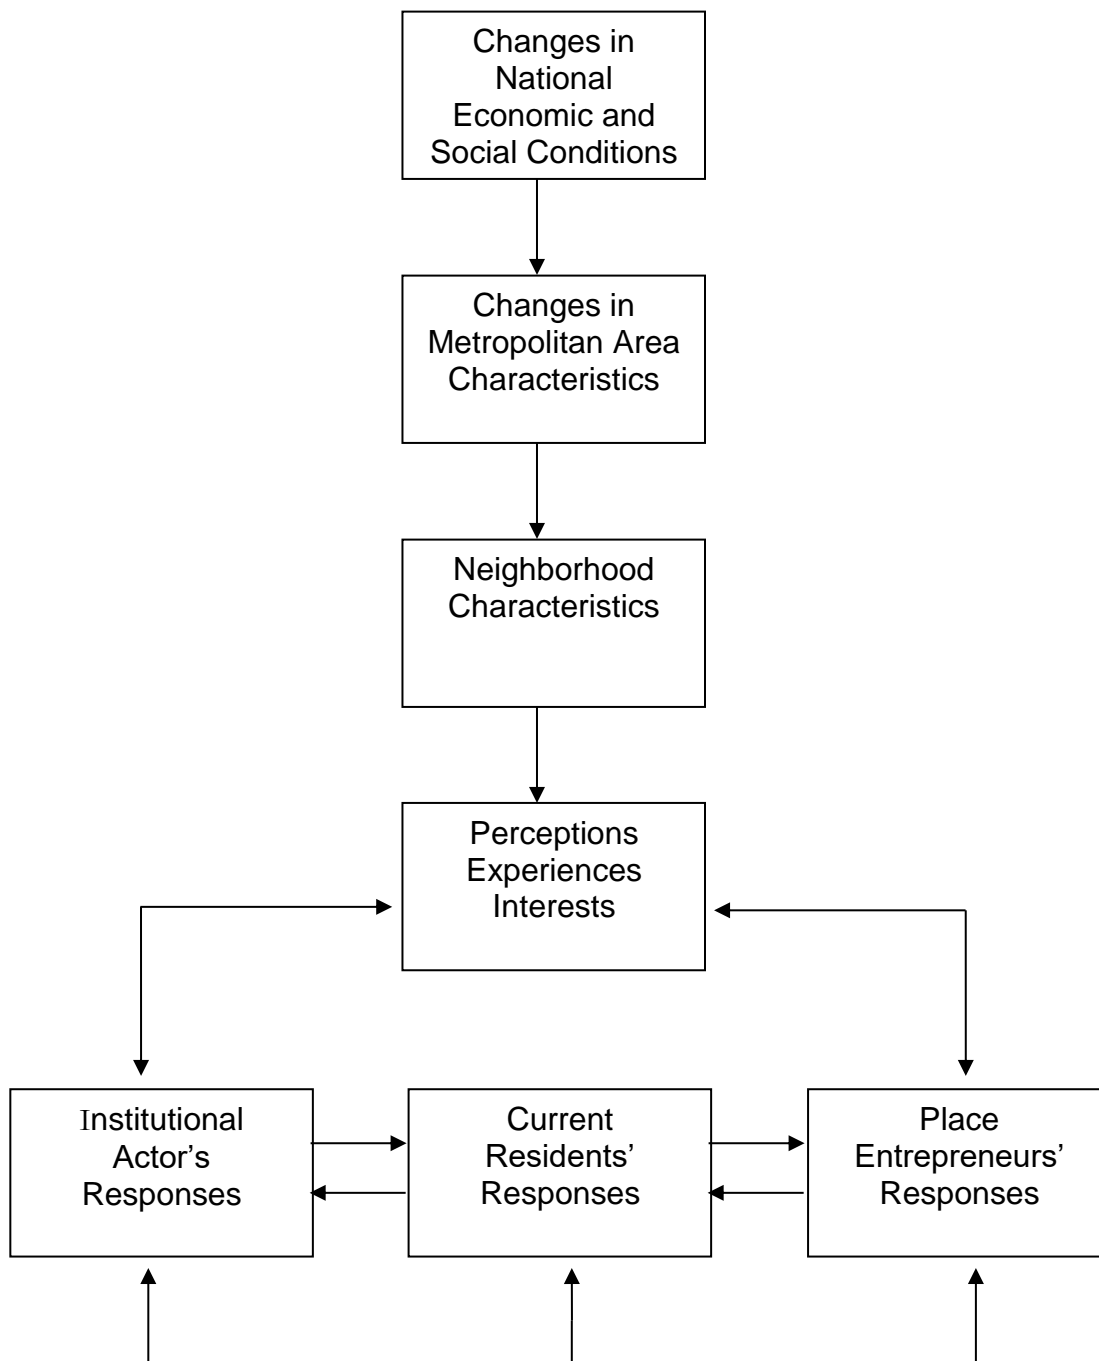 Changes in
National
Economic and
Social Conditions
Changes in
Metropolitan Area
Characteristics
Neighborhood
Characteristics
Perceptions
Experiences
Interests
Institutional
Actor’s
Responses
Current
Residents’
Responses
Place
Entrepreneurs’
Responses